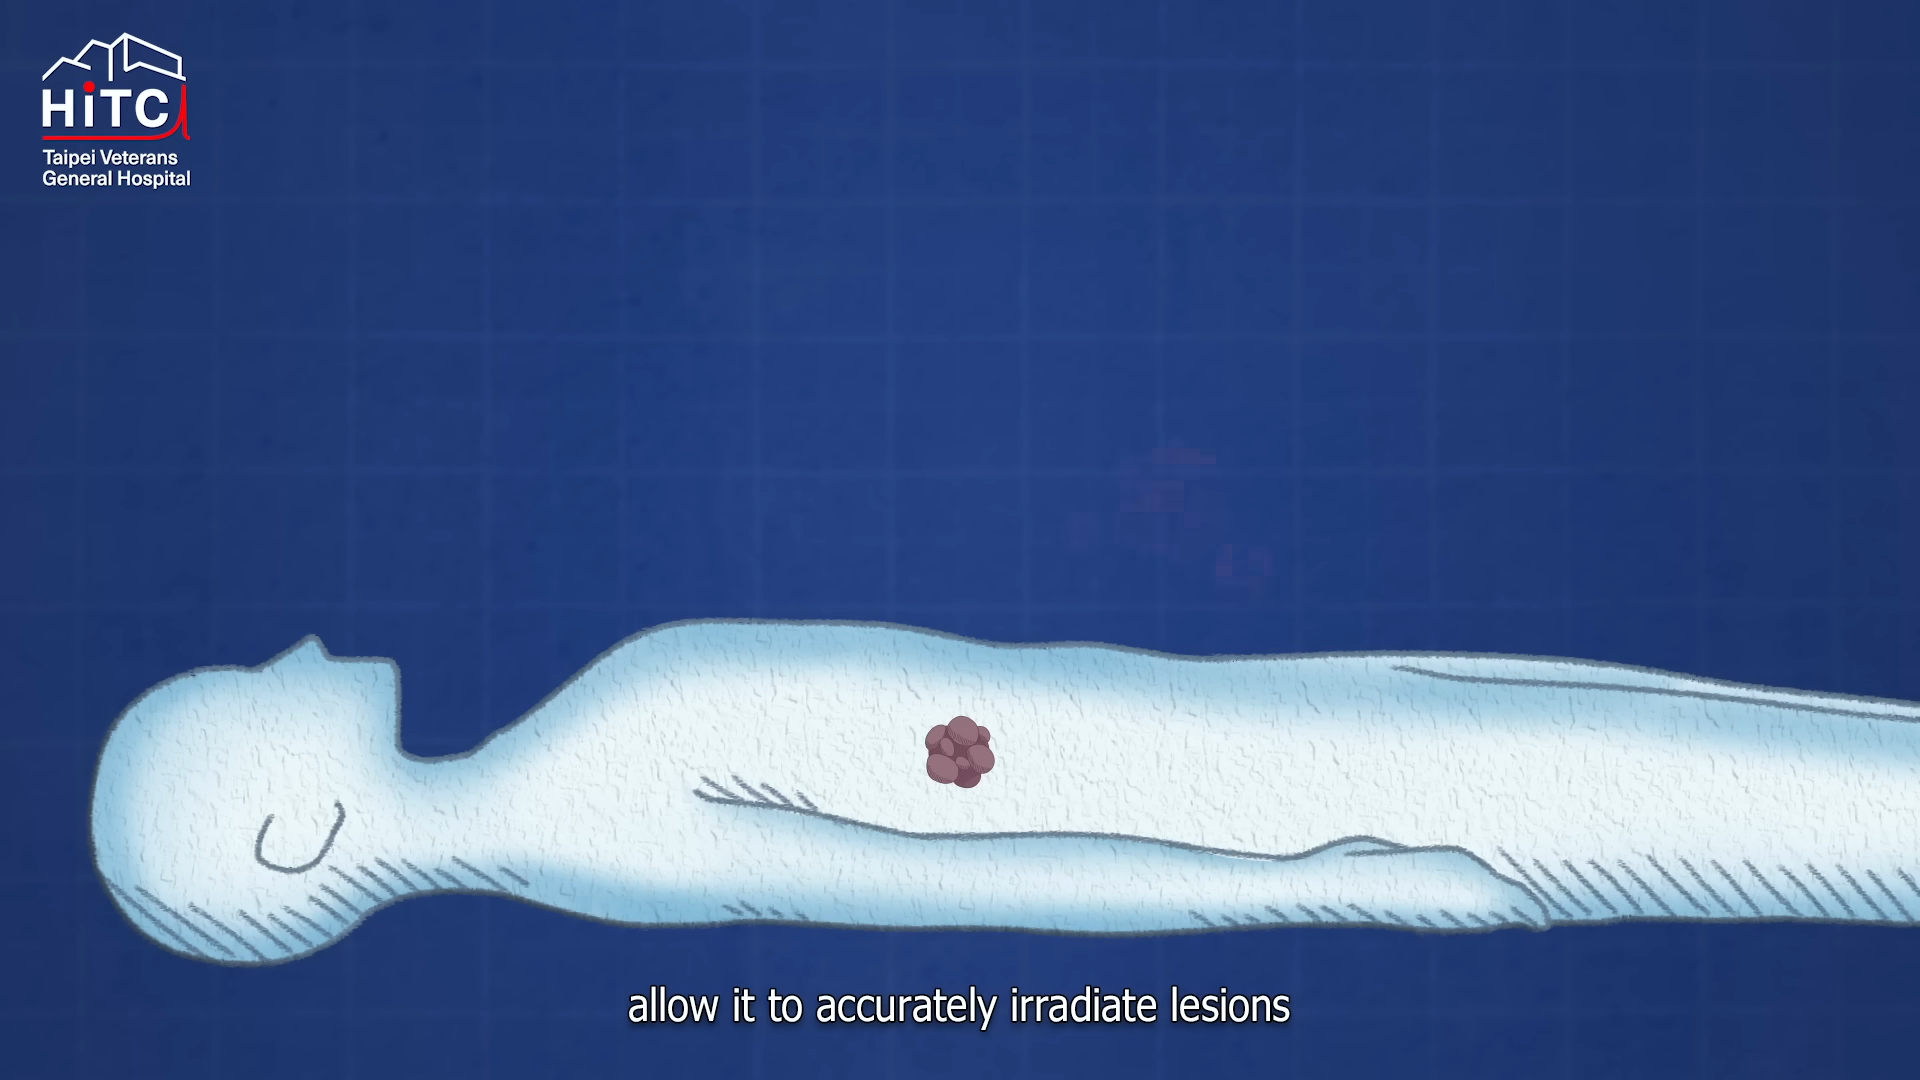 HiTC
Taipei Veterans
General Hospital
allow it to accurately irradiate lesions